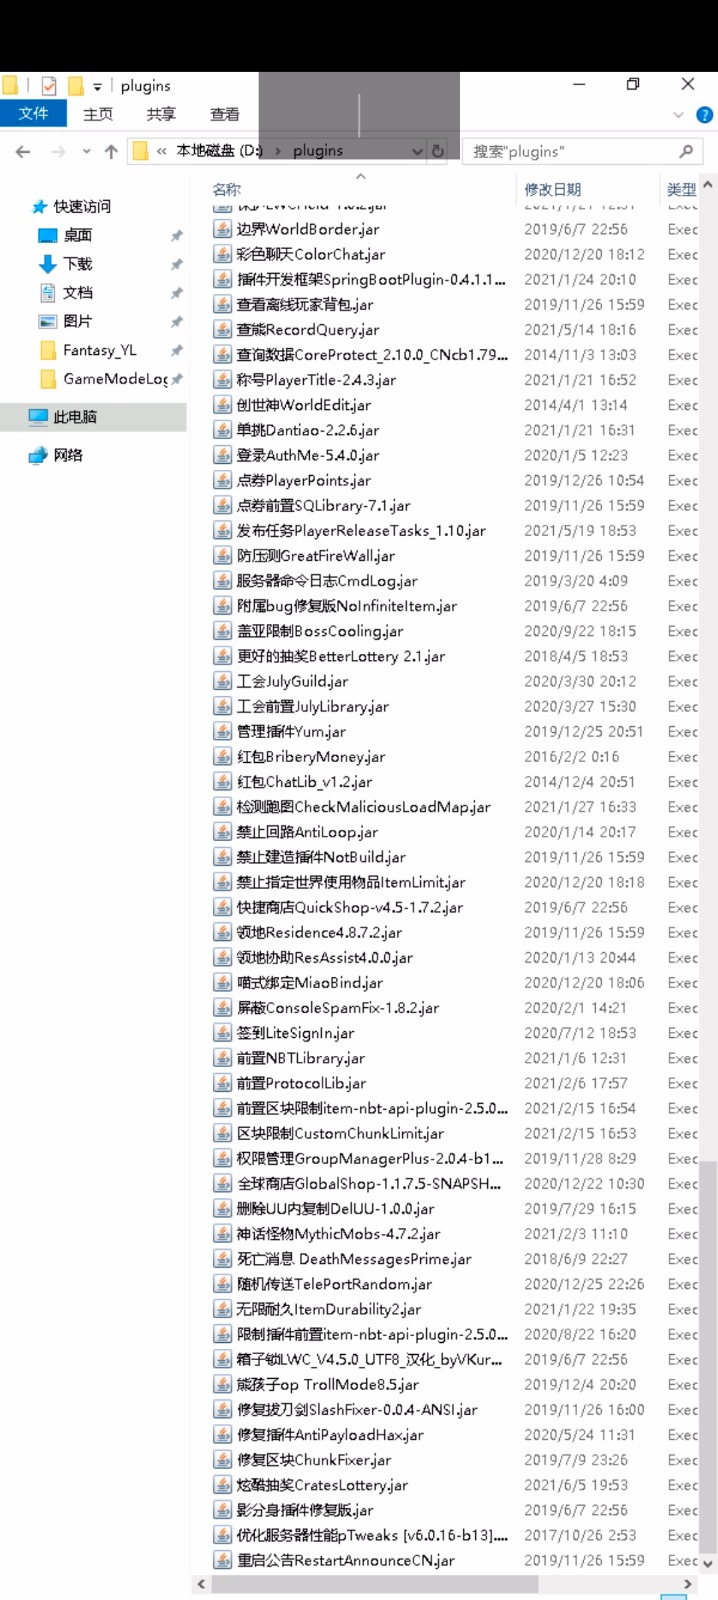 plugins
文件 主页 共享 查看
本地磁盘 (D:) plugins 搜索"plugins"
名称 修改日期 类型
快速访问
桌面
下载
文档
图片
Fantasy_YL
GameModeLog
此电脑
网络
边界WorldBorder.jar 2019/6/7 22:56 Exec
彩色聊天ColorChat.jar 2020/12/20 18:12 Exec
插件开发框架SpringBootPlugin-0.4.1.1... 2021/1/24 20:10 Exec
查看离线玩家背包.jar 2019/11/26 15:59 Exec
查能RecordQuery.jar 2021/5/14 18:16 Exec
查询数据CoreProtect_2.10.0_CNcb1.79... 2014/11/3 13:03 Exec
称号PlayerTitle-2.4.3.jar 2021/1/21 16:52 Exec
创世神WorldEdit.jar 2014/4/1 13:14 Exec
单挑Dantiao-2.2.6.jar 2021/1/21 16:31 Exec
登录AuthMe-5.4.0.jar 2020/1/5 12:23 Exec
点券PlayerPoints.jar 2019/12/26 10:54 Exec
点券前置SQLibrary-7.1.jar 2019/11/26 15:59 Exec
发布任务PlayerReleaseTasks_1.10.jar 2021/5/19 18:53 Exec
防压测GreatFireWall.jar 2019/11/26 15:59 Exec
服务器命令日志CmdLog.jar 2019/3/20 4:09 Exec
附属bug修复版NoInfiniteItem.jar 2019/6/7 22:56 Exec
盖亚限制BossCooling.jar 2020/9/22 18:15 Exec
更好的抽奖BetterLottery 2.1.jar 2018/4/5 18:53 Exec
工会JulyGuild.jar 2020/3/30 20:12 Exec
工会前置JulyLibrary.jar 2020/3/27 15:30 Exec
管理插件Yum.jar 2019/12/25 20:51 Exec
红包BriberyMoney.jar 2016/2/2 0:16 Exec
红包ChatLib_v1.2.jar 2014/12/4 20:51 Exec
检测跑图CheckMaliciousLoadMap.jar 2021/1/27 16:33 Exec
禁止回路AntiLoop.jar 2020/1/14 20:17 Exec
禁止建造插件NotBuild.jar 2019/11/26 15:59 Exec
禁止指定世界使用物品ItemLimit.jar 2020/12/20 18:18 Exec
快捷商店QuickShop-v4.5-1.7.2.jar 2019/6/7 22:56 Exec
领地Residence4.8.7.2.jar 2019/11/26 15:59 Exec
领地协助ResAssist4.0.0.jar 2020/1/13 20:44 Exec
喵式绑定MiaoBind.jar 2020/12/20 18:06 Exec
屏蔽ConsoleSpamFix-1.8.2.jar 2020/2/1 14:21 Exec
签到LiteSignIn.jar 2020/7/12 18:53 Exec
前置NBTLibrary.jar 2021/1/6 12:31 Exec
前置ProtocolLib.jar 2021/2/6 17:57 Exec
前置区块限制item-nbt-api-plugin-2.5.0... 2021/2/15 16:54 Exec
区块限制CustomChunkLimit.jar 2021/2/15 16:53 Exec
权限管理GroupManagerPlus-2.0.4-b1... 2019/11/28 8:29 Exec
全球商店GlobalShop-1.1.7.5-SNAPSH... 2020/12/22 10:30 Exec
删除UU内复制DelUU-1.0.0.jar 2019/7/29 16:15 Exec
神话怪物MythicMobs-4.7.2.jar 2021/2/3 11:10 Exec
死亡消息 DeathMessagesPrime.jar 2018/6/9 22:27 Exec
随机传送TelePortRandom.jar 2020/12/25 22:26 Exec
无限耐久ItemDurability2.jar 2021/1/22 19:35 Exec
限制插件前置item-nbt-api-plugin-2.5.0... 2020/8/22 16:20 Exec
箱子锁LWC_V4.5.0_UTF8_汉化_byVKur... 2019/6/7 22:56 Exec
熊孩子op TrollMode8.5.jar 2019/12/4 20:20 Exec
修复拔刀剑SlashFixer-0.0.4-ANSI.jar 2019/11/26 16:00 Exec
修复插件AntiPayloadHax.jar 2020/5/24 11:31 Exec
修复区块ChunkFixer.jar 2019/7/9 23:26 Exec
炫酷抽奖CratesLottery.jar 2021/6/5 19:53 Exec
影分身插件修复版.jar 2019/6/7 22:56 Exec
优化服务器性能pTweaks [v6.0.16-b13].... 2017/10/26 2:53 Exec
重启公告RestartAnnounceCN.jar 2019/11/26 15:59 Exec